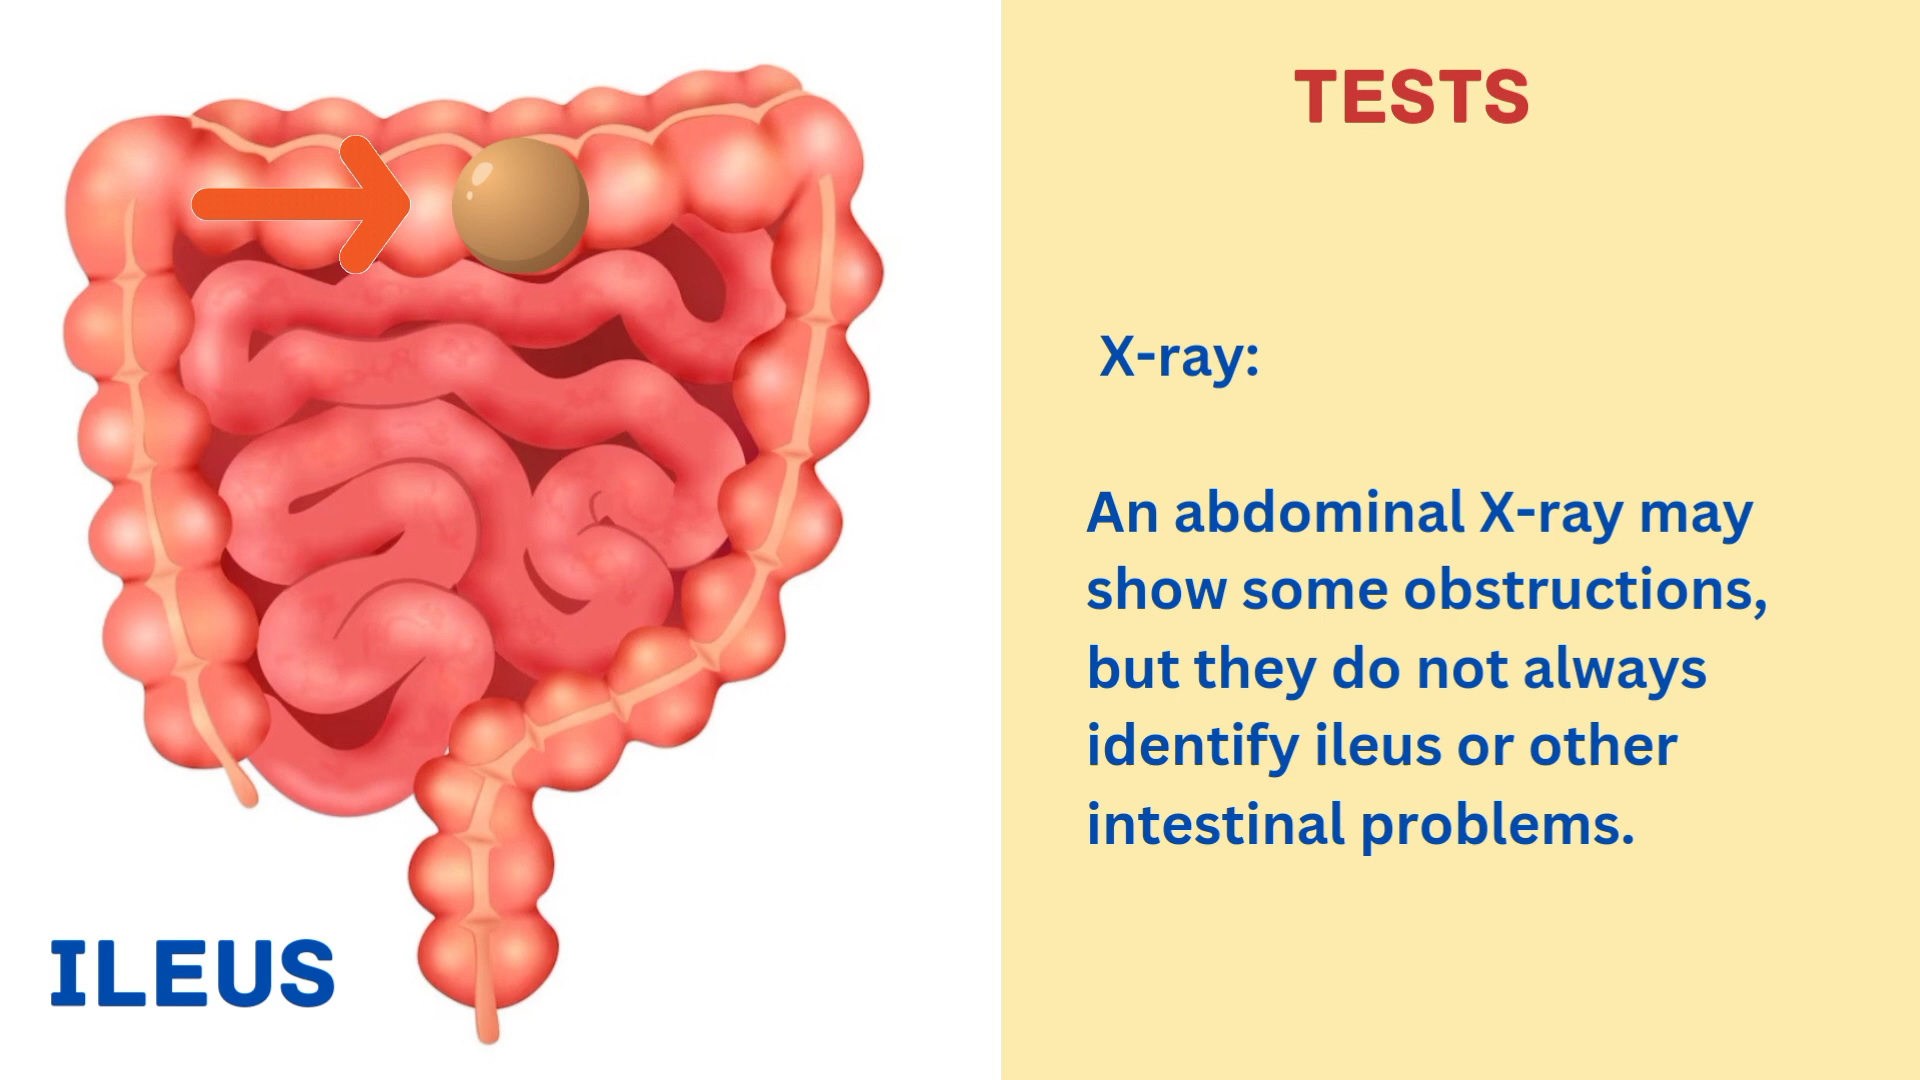 TESTS
X-ray:
An abdominal X-ray may
show some obstructions,
but they do not always
identify ileus or other
intestinal problems.
ILEUS